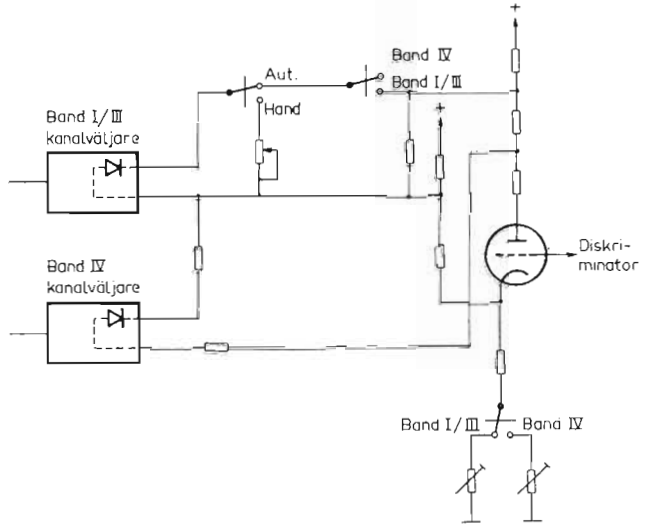 Band IV
Aut.
Band I/III
Hand
Band I/III
kanalväljare
Diskri-
minator
Band IV
kanalväljare
Band I/III
Band IV